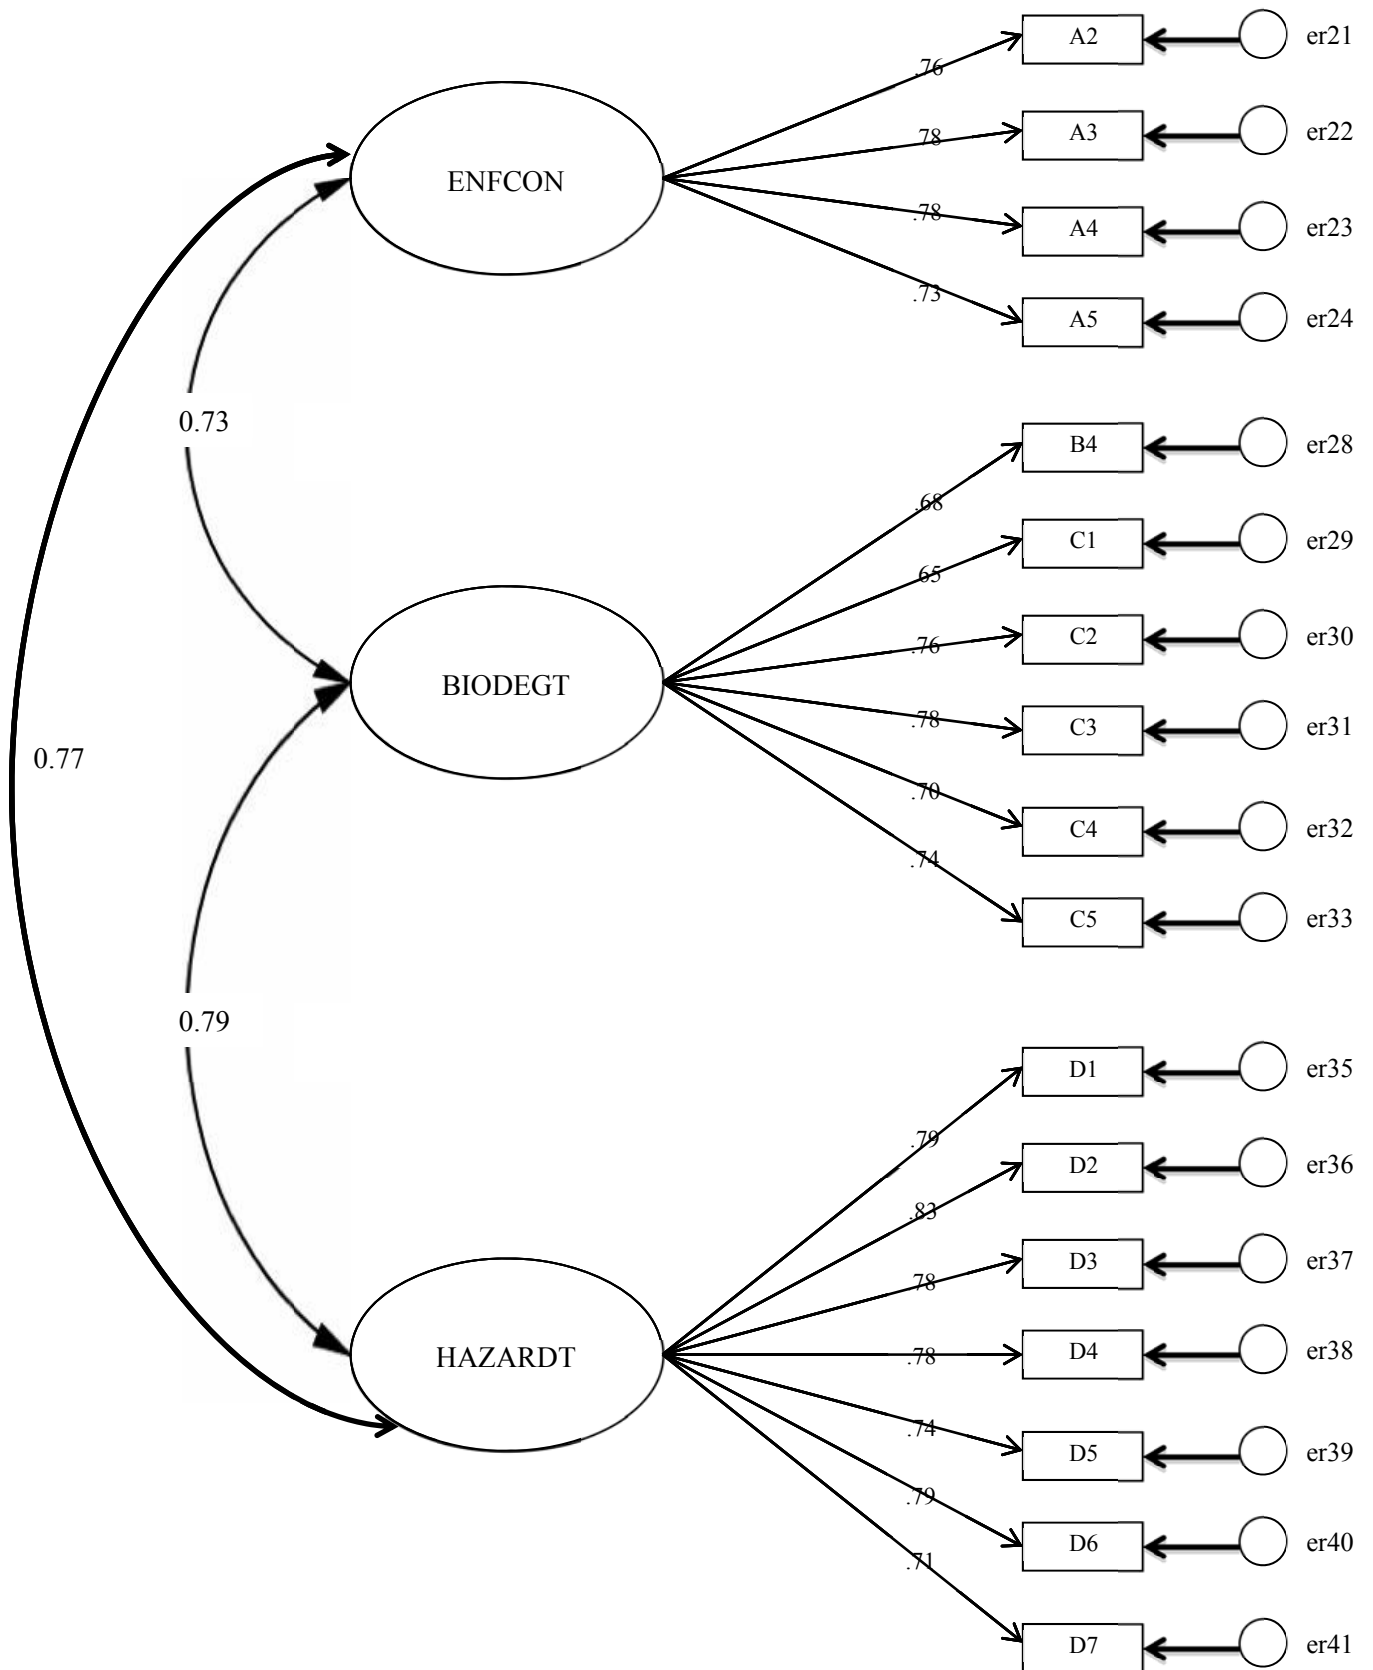 A2
er21
.76
ENFCON
A3
er22
.78
A4
er23
.78
A5
er24
.73
0.73
B4
er28
.68
C1
er29
.65
C2
er30
.76
BIODEGT
C3
er31
.78
0.77
C4
er32
.70
C5
er33
.74
0.79
D1
er35
.79
D2
er36
.83
D3
er37
.78
HAZARDT
D4
er38
.78
D5
er39
.74
D6
er40
.79
D7
er41
.71